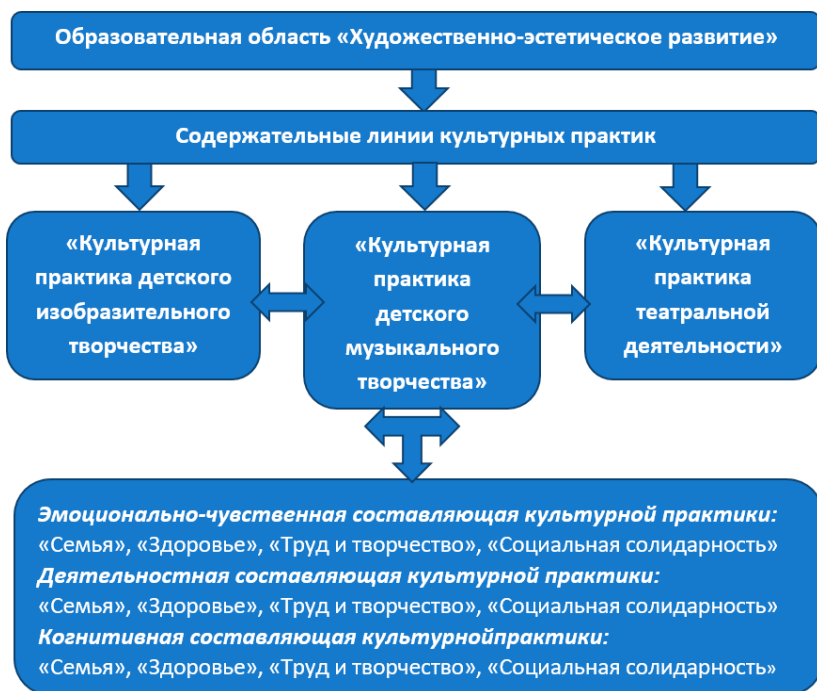 Образовательная область «Художественно-эстетическое развитие»
Содержательные линии культурных практик
«Культурная
практика детского
изобразительного
творчества»
«Культурная
практика
детского
музыкального
творчества»
«Культурная
практика
театральной
деятельности»
Эмоционально-чувственная составляющая культурной практики:
«Семья», «Здоровье», «Труд и творчество», «Социальная солидарность»
Деятельностная составляющая культурной практики:
«Семья», «Здоровье», «Труд и творчество», «Социальная солидарность»
Когнитивная составляющая культурнойпрактики:
«Семья», «Здоровье», «Труд и творчество», «Социальная солидарность»